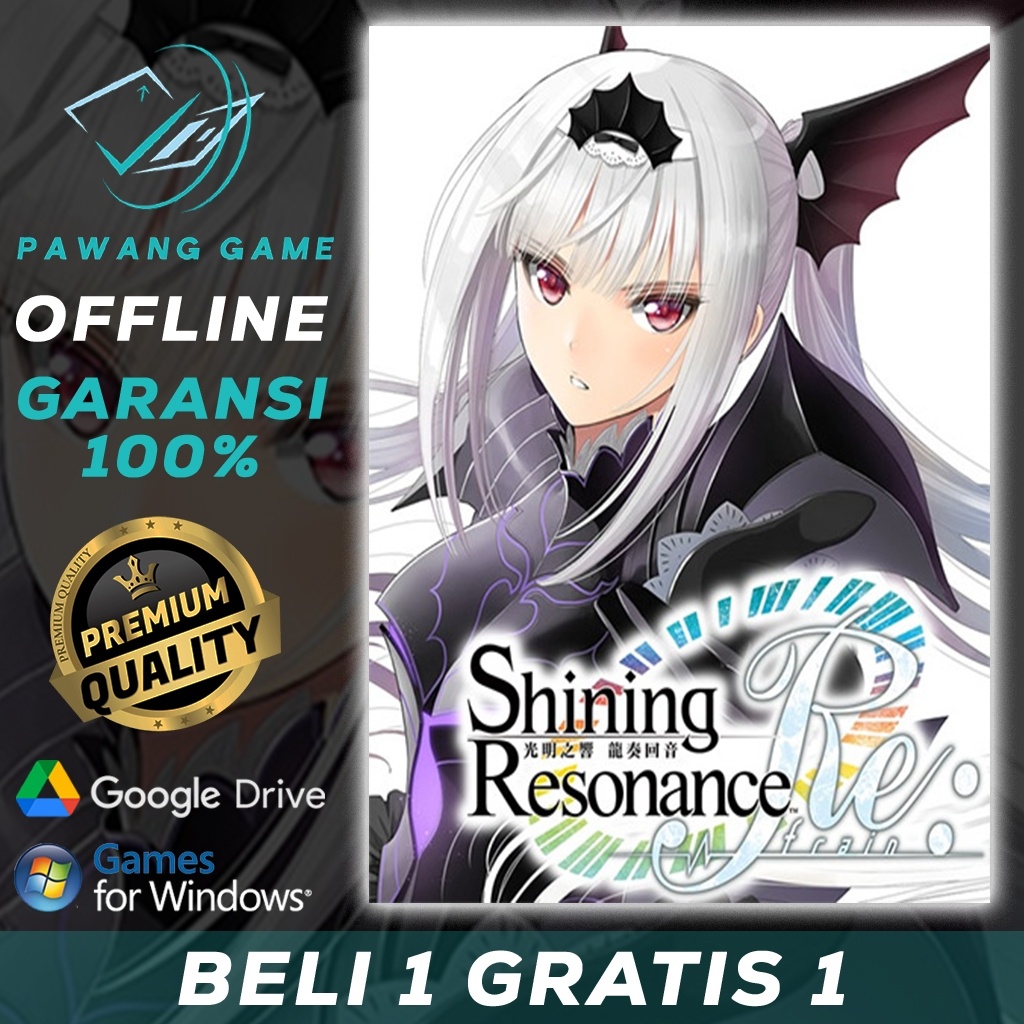 PAWANG GAME
OFFLINE
GARANSI
100%
PREMIUM QUALITY
PREMIUM
QUALITY
Google Drive
Games
for Windows®
Shining
光明之響 龍奏回音
Resonance™
Re:
frain
BELI 1 GRATIS 1